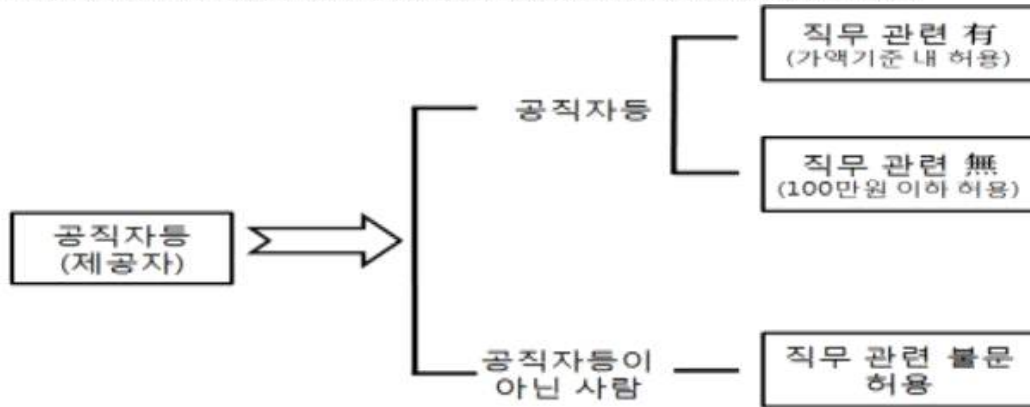 직무 관련 有
(가액기준 내 허용)
공직자등
직무 관련 無
(100만원 이하 허용)
공직자등
(제공자)
공직자등이
아닌 사람
직무 관련 불문
허용